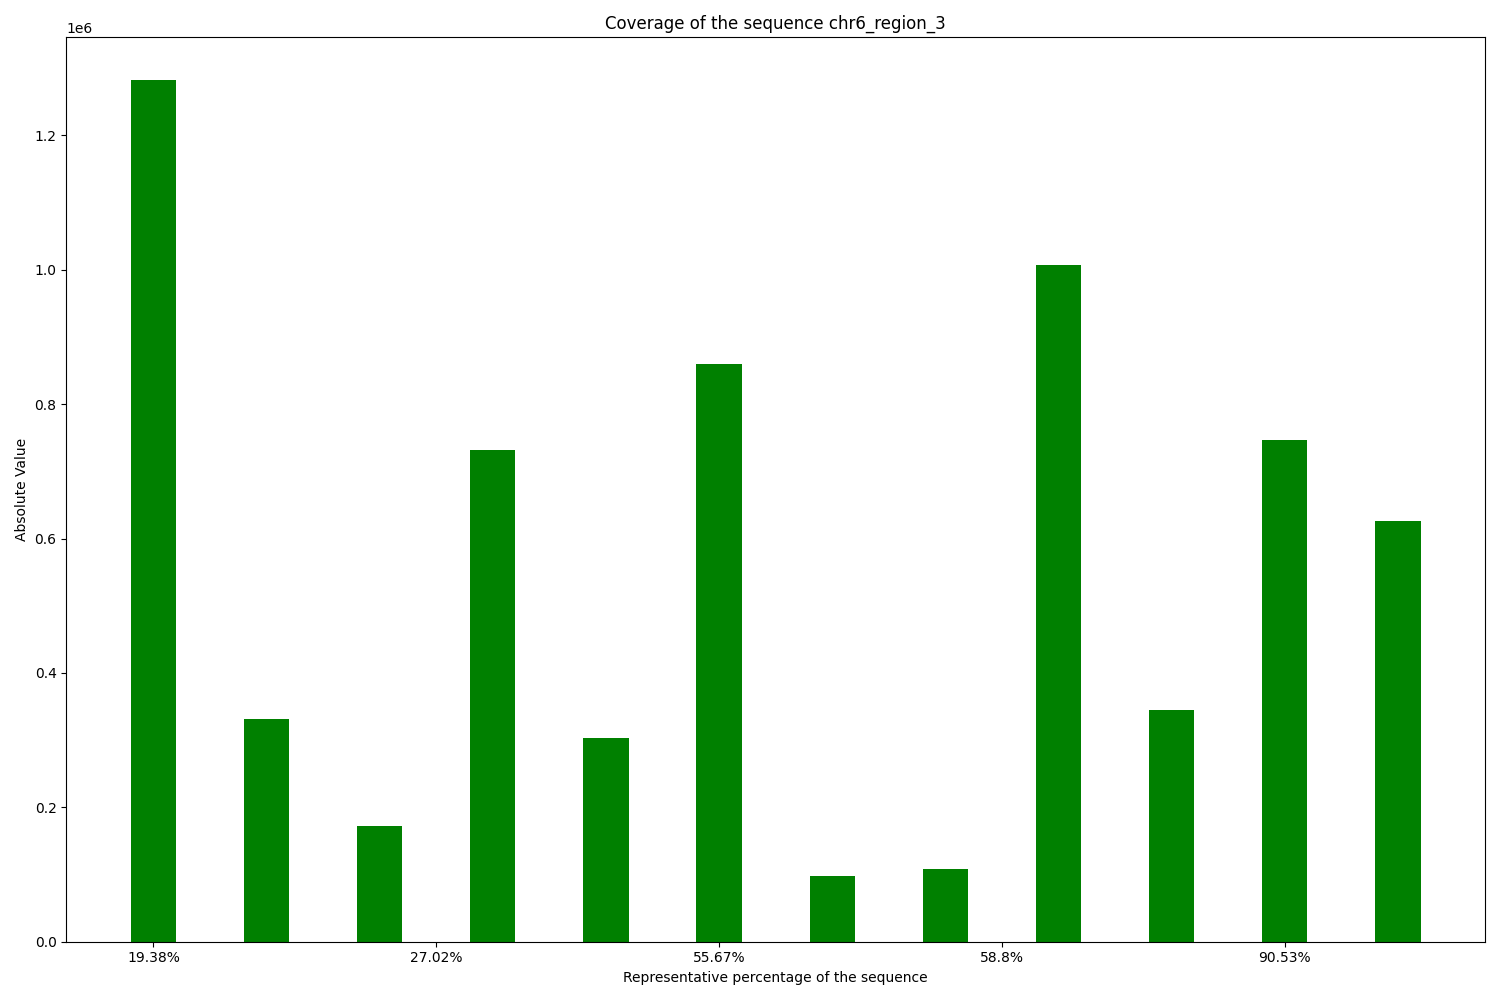 Coverage of the sequence chr6_region_3
1e6
1.2
1.0
0.8
0.6
0.4
0.2
0.0
Absolute Value
19.38% 27.02% 55.67% 58.8% 90.53%
Representative percentage of the sequence